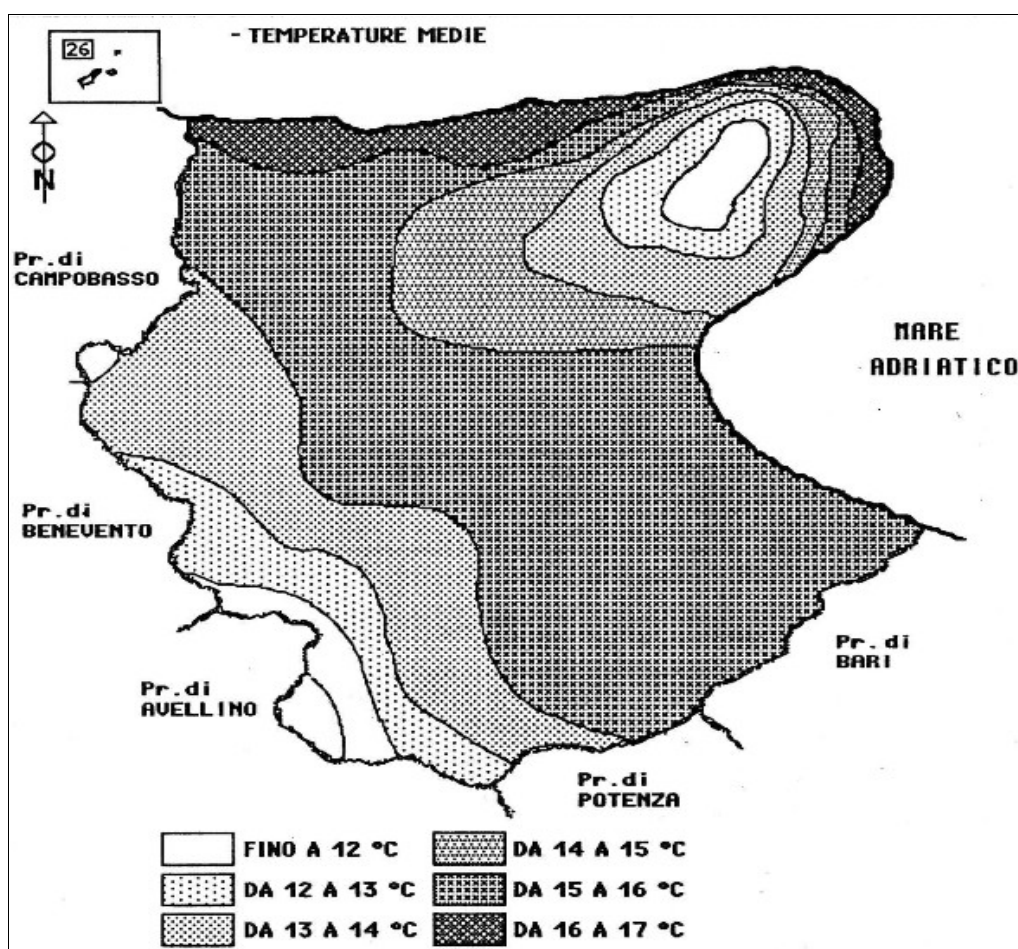 - TEMPERATURE MEDIE
26
N
Pr.di
CAMPOBASSO
MARE
ADRIATICO
Pr.di
BENEVENTO
Pr.di
BARI
Pr.di
AVELLINO
Pr.di
POTENZA
FINO A 12 °C
DA 14 A 15 °C
DA 12 A 13 °C
DA 15 A 16 °C
DA 13 A 14 °C
DA 16 A 17 °C